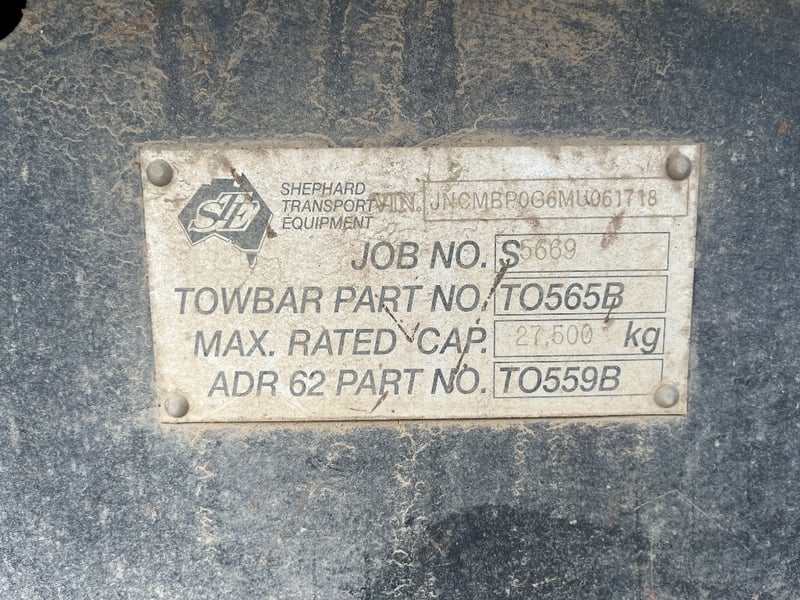 STE
SHEPHARD
TRANSPORT
EQUIPMENT
VIN. JNCMBP0G6MU061718
JOB NO. S5669
TOWBAR PART NO. TO565B
MAX. RATED CAP. 27,500 kg
ADR 62 PART NO. TO559B